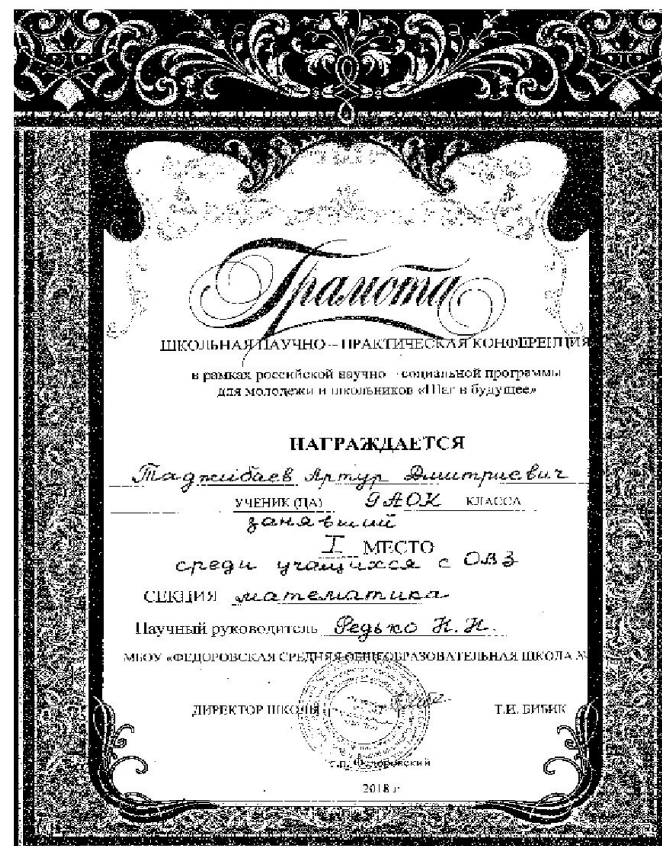 Грамота
ШКОЛЬНАЯ НАУЧНО – ПРАКТИЧЕСКАЯ КОНФЕРЕНЦИЯ
в рамках российской научно – социальной программы
для молодежи и школьников «Шаг в будущее»
НАГРАЖДАЕТСЯ
Таджибаев Артур Дмитриевич
УЧЕНИК (ЦА) 9АОК КЛАССА
занявший
I МЕСТО
среди учащихся с ОВЗ
СЕКЦИЯ математика
Научный руководитель Редько Н.Н.
МБОУ «ФЕДОРОВСКАЯ СРЕДНЯЯ ОБЩЕОБРАЗОВАТЕЛЬНАЯ ШКОЛА №
ДИРЕКТОР ШКОЛЫ Т.И. БИБИК
г.п. Федоровский
2018 г